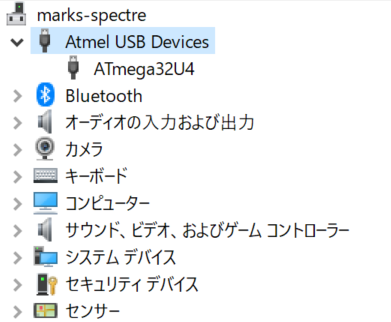 marks-spectre
Atmel USB Devices
ATmega32U4
Bluetooth
オーディオの入力および出力
カメラ
キーボード
コンピューター
サウンド、ビデオ、およびゲーム コントローラー
システム デバイス
セキュリティ デバイス
センサー